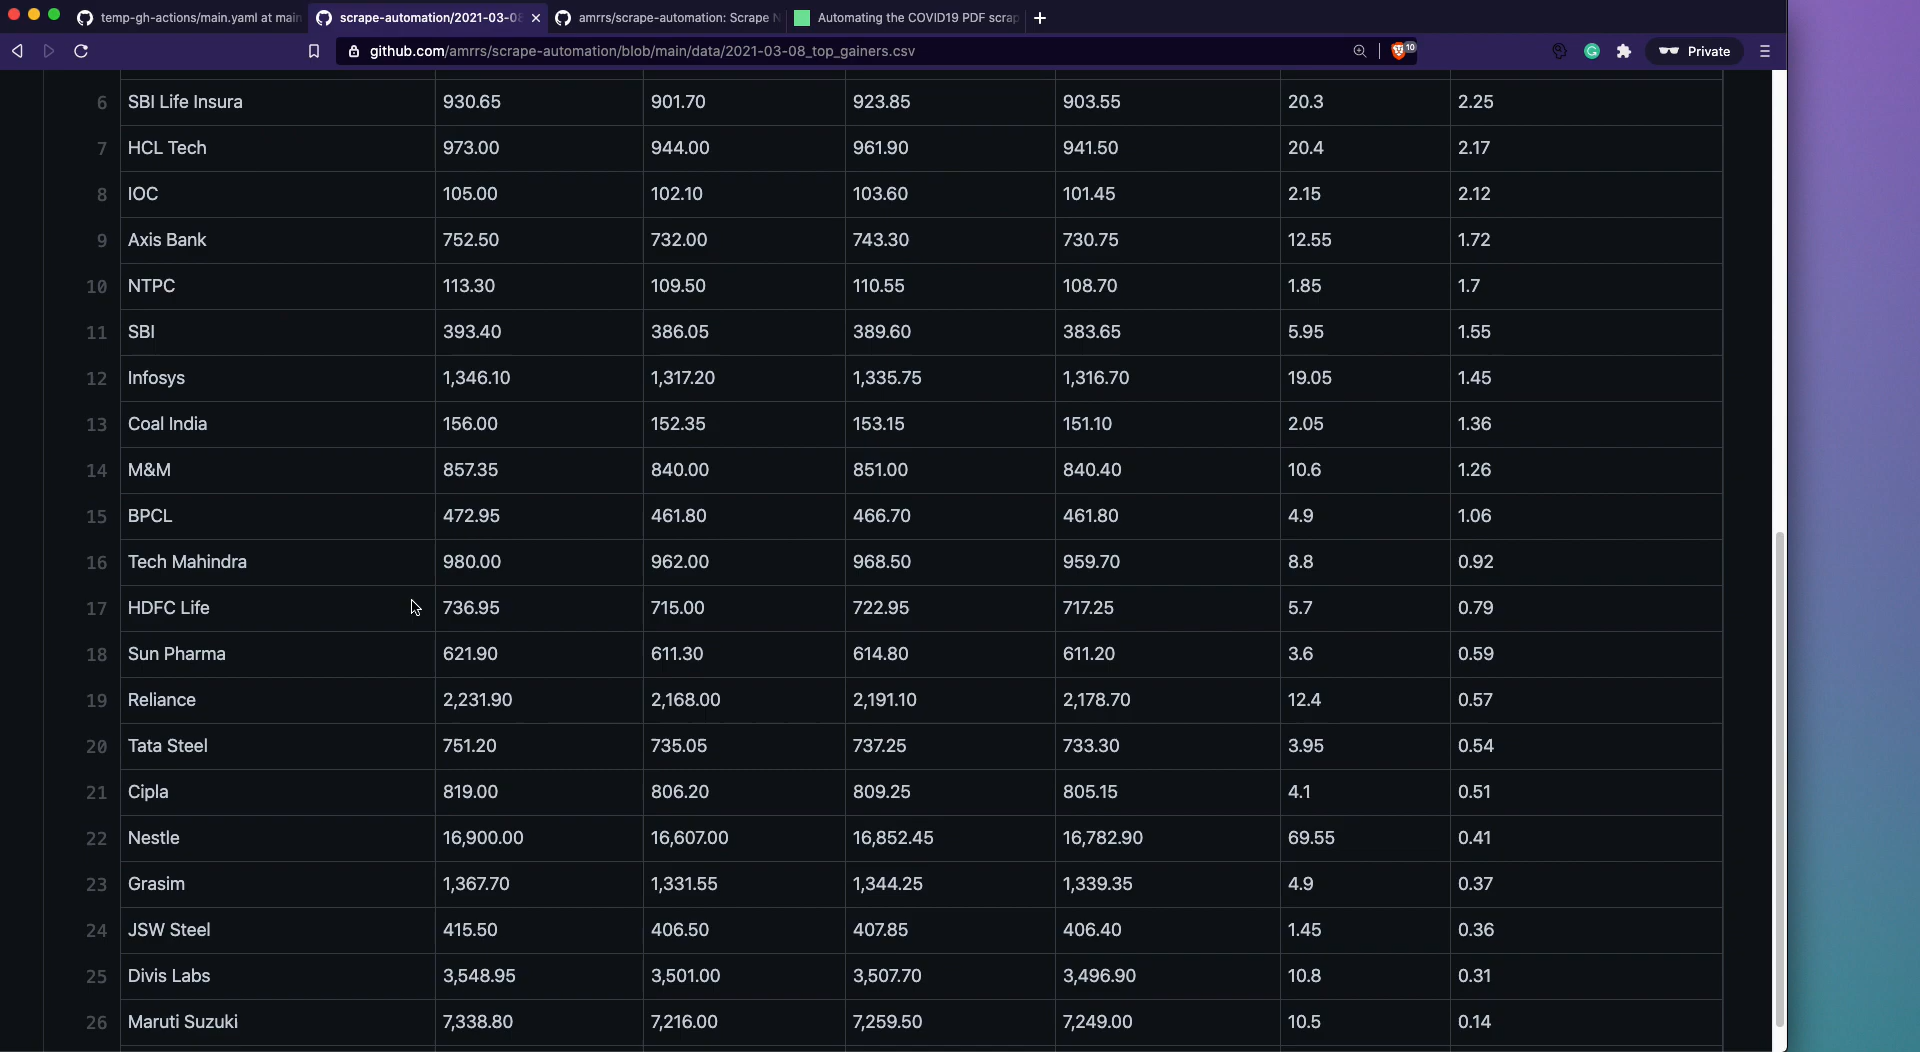 temp-gh-actions/main.yaml at main
scrape-automation/2021-03-08
amrrs/scrape-automation: Scrape N
Automating the COVID19 PDF scrap
github.com/amrrs/scrape-automation/blob/main/data/2021-03-08_top_gainers.csv
10
Private
6 SBI Life Insura 930.65 901.70 923.85 903.55 20.3 2.25
7 HCL Tech 973.00 944.00 961.90 941.50 20.4 2.17
8 IOC 105.00 102.10 103.60 101.45 2.15 2.12
9 Axis Bank 752.50 732.00 743.30 730.75 12.55 1.72
10 NTPC 113.30 109.50 110.55 108.70 1.85 1.7
11 SBI 393.40 386.05 389.60 383.65 5.95 1.55
12 Infosys 1,346.10 1,317.20 1,335.75 1,316.70 19.05 1.45
13 Coal India 156.00 152.35 153.15 151.10 2.05 1.36
14 M&M 857.35 840.00 851.00 840.40 10.6 1.26
15 BPCL 472.95 461.80 466.70 461.80 4.9 1.06
16 Tech Mahindra 980.00 962.00 968.50 959.70 8.8 0.92
17 HDFC Life 736.95 715.00 722.95 717.25 5.7 0.79
18 Sun Pharma 621.90 611.30 614.80 611.20 3.6 0.59
19 Reliance 2,231.90 2,168.00 2,191.10 2,178.70 12.4 0.57
20 Tata Steel 751.20 735.05 737.25 733.30 3.95 0.54
21 Cipla 819.00 806.20 809.25 805.15 4.1 0.51
22 Nestle 16,900.00 16,607.00 16,852.45 16,782.90 69.55 0.41
23 Grasim 1,367.70 1,331.55 1,344.25 1,339.35 4.9 0.37
24 JSW Steel 415.50 406.50 407.85 406.40 1.45 0.36
25 Divis Labs 3,548.95 3,501.00 3,507.70 3,496.90 10.8 0.31
26 Maruti Suzuki 7,338.80 7,216.00 7,259.50 7,249.00 10.5 0.14